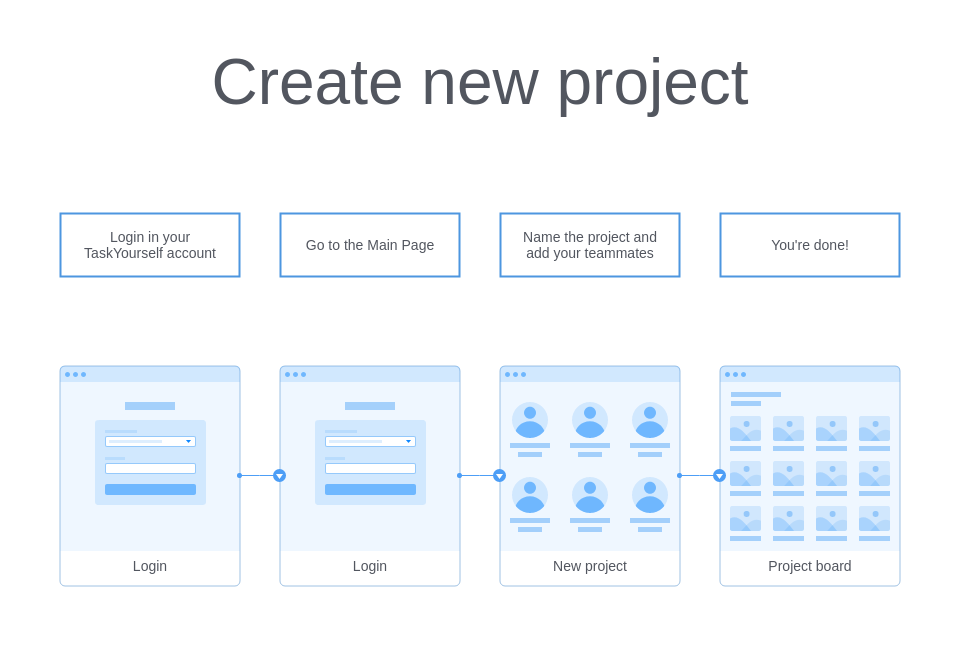 Create new project
Login in your
TaskYourself account
Go to the Main Page
Name the project and
add your teammates
You're done!
Login
Login
New project
Project board